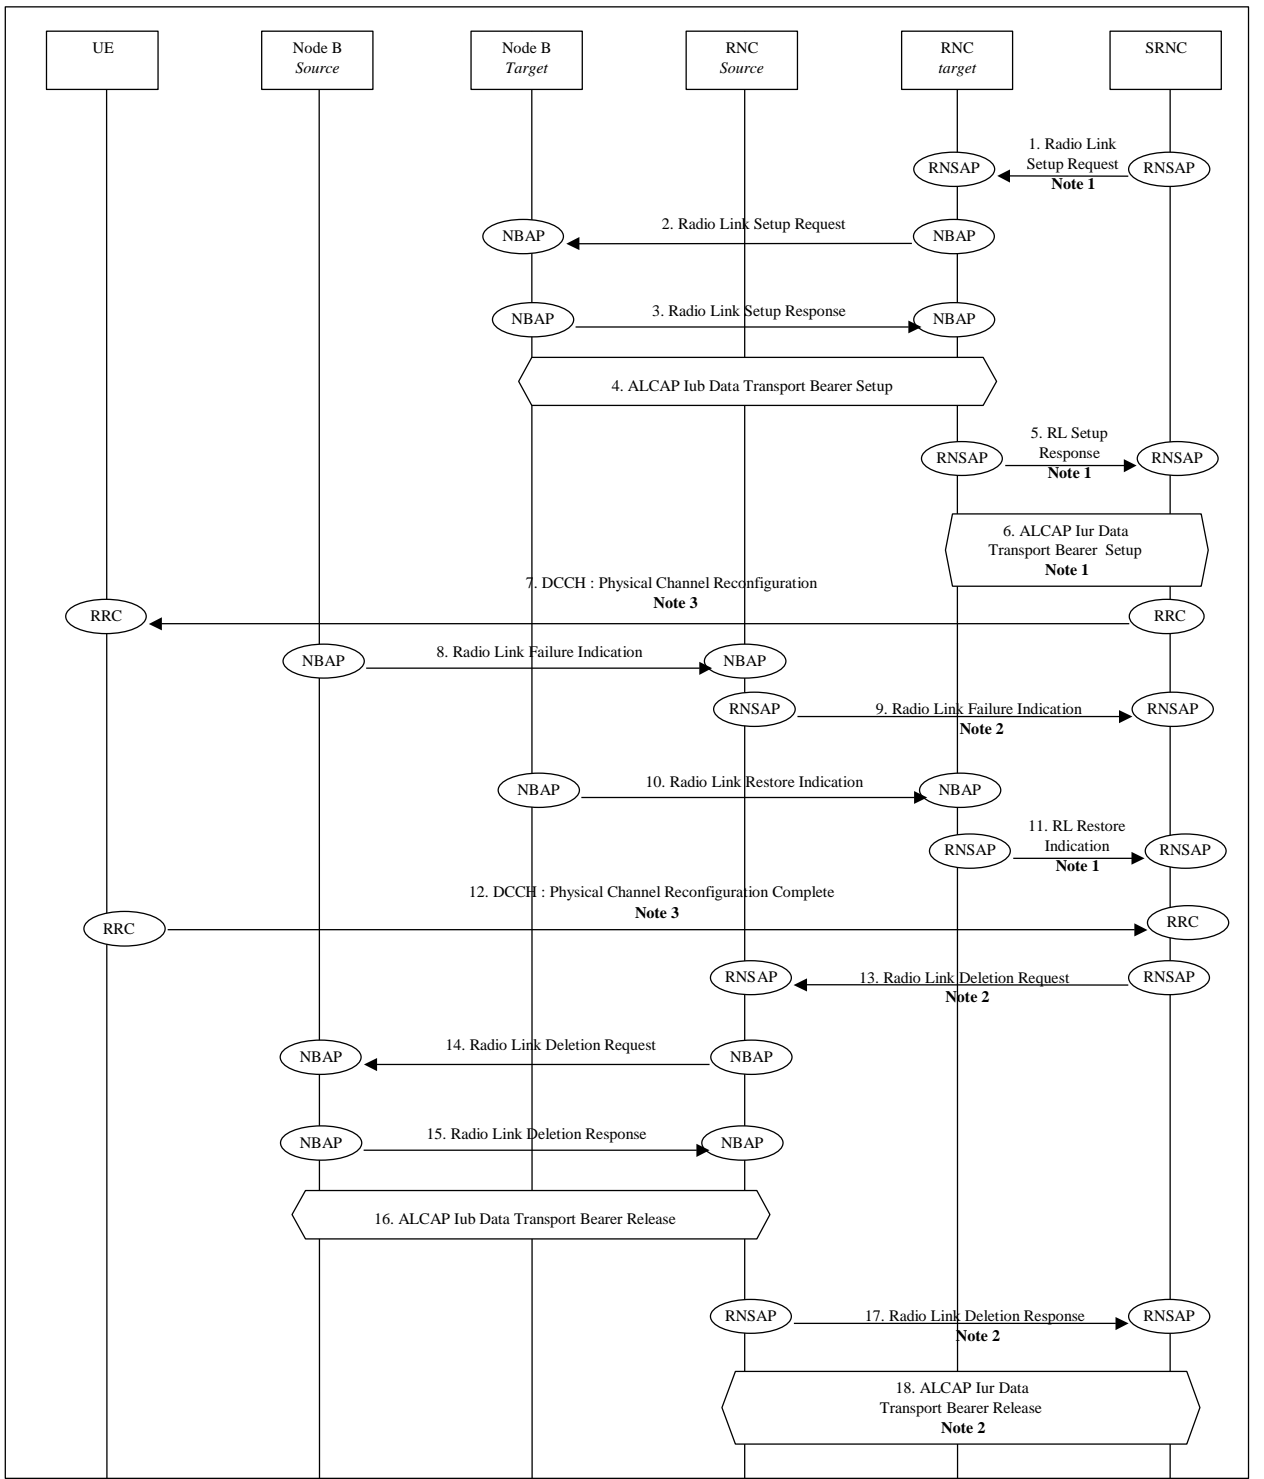 UE
Node B
Source
Node B
Target
RNC
Source
RNC
target
SRNC
1. Radio Link
Setup Request
Note 1
RNSAP
RNSAP
2. Radio Link Setup Request
NBAP
NBAP
3. Radio Link Setup Response
NBAP
NBAP
4. ALCAP Iub Data Transport Bearer Setup
5. RL Setup
Response
Note 1
RNSAP
RNSAP
6. ALCAP Iur Data
Transport Bearer Setup
Note 1
7. DCCH : Physical Channel Reconfiguration
Note 3
RRC
RRC
8. Radio Link Failure Indication
NBAP
NBAP
RNSAP
9. Radio Link Failure Indication
Note 2
RNSAP
10. Radio Link Restore Indication
NBAP
NBAP
11. RL Restore
Indication
Note 1
RNSAP
RNSAP
12. DCCH : Physical Channel Reconfiguration Complete
Note 3
RRC
RRC
RNSAP
13. Radio Link Deletion Request
Note 2
RNSAP
14. Radio Link Deletion Request
NBAP
NBAP
15. Radio Link Deletion Response
NBAP
NBAP
16. ALCAP Iub Data Transport Bearer Release
RNSAP
17. Radio Link Deletion Response
Note 2
RNSAP
18. ALCAP Iur Data
Transport Bearer Release
Note 2